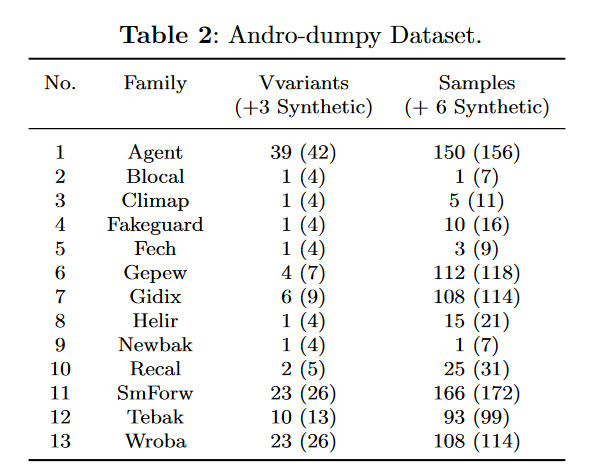 Table 2: Andro-dumpy Dataset.
No. Family Vvariants Samples
(+3 Synthetic) (+ 6 Synthetic)
1 Agent 39 (42) 150 (156)
2 Blocal 1 (4) 1 (7)
3 Climap 1 (4) 5 (11)
4 Fakeguard 1 (4) 10 (16)
5 Fech 1 (4) 3 (9)
6 Gepew 4 (7) 112 (118)
7 Gidix 6 (9) 108 (114)
8 Helir 1 (4) 15 (21)
9 Newbak 1 (4) 1 (7)
10 Recal 2 (5) 25 (31)
11 SmForw 23 (26) 166 (172)
12 Tebak 10 (13) 93 (99)
13 Wroba 23 (26) 108 (114)